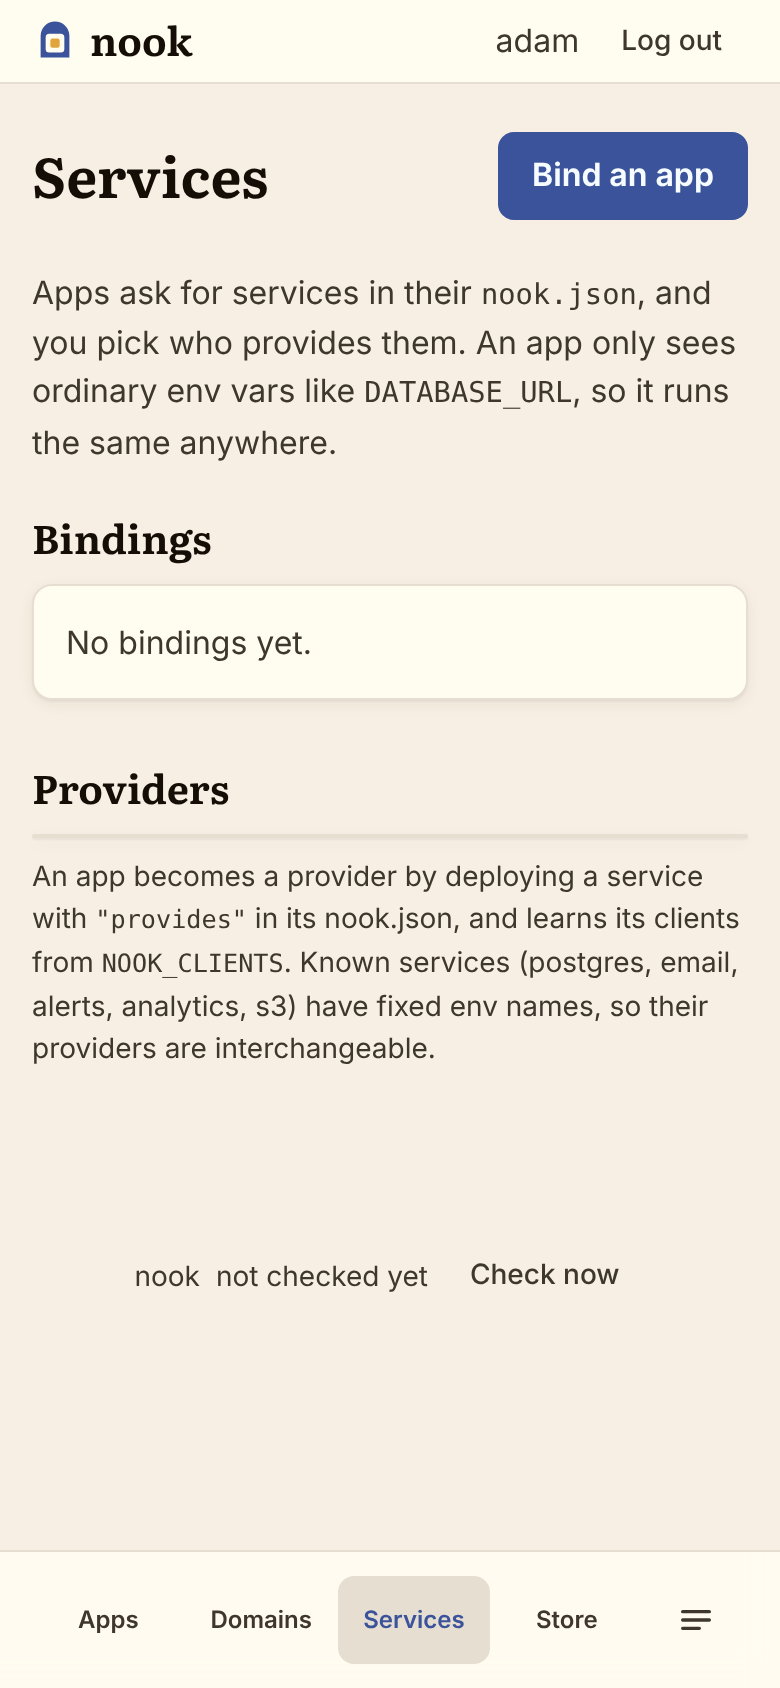 nook
adam
Log out
Services
Bind an app
Apps ask for services in their nook.json, and
you pick who provides them. An app only sees
ordinary env vars like DATABASE_URL, so it runs
the same anywhere.
Bindings
No bindings yet.
Providers
An app becomes a provider by deploying a service
with "provides" in its nook.json, and learns its clients
from NOOK_CLIENTS. Known services (postgres, email,
alerts, analytics, s3) have fixed env names, so their
providers are interchangeable.
nook not checked yet
Check now
Apps
Domains
Services
Store